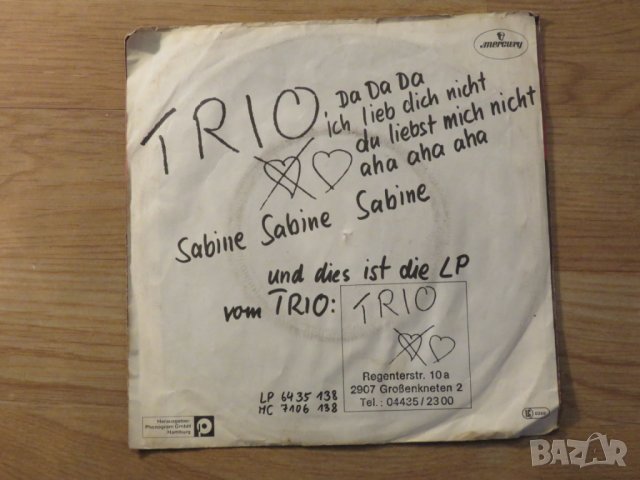 mercury
TRIO. Da Da Da
ich lieb dich nicht
du liebst mich nicht
aha aha aha
Sabine Sabine Sabine
und dies ist die LP
vom TRIO:
TRIO
Regenterstr. 10a
2907 Großenkneten 2
Tel.: 04435/2300
LP 6435 138
MC 7106 138
Herausgeber:
Phonogram GmbH
Hamburg
BAZAR
bg